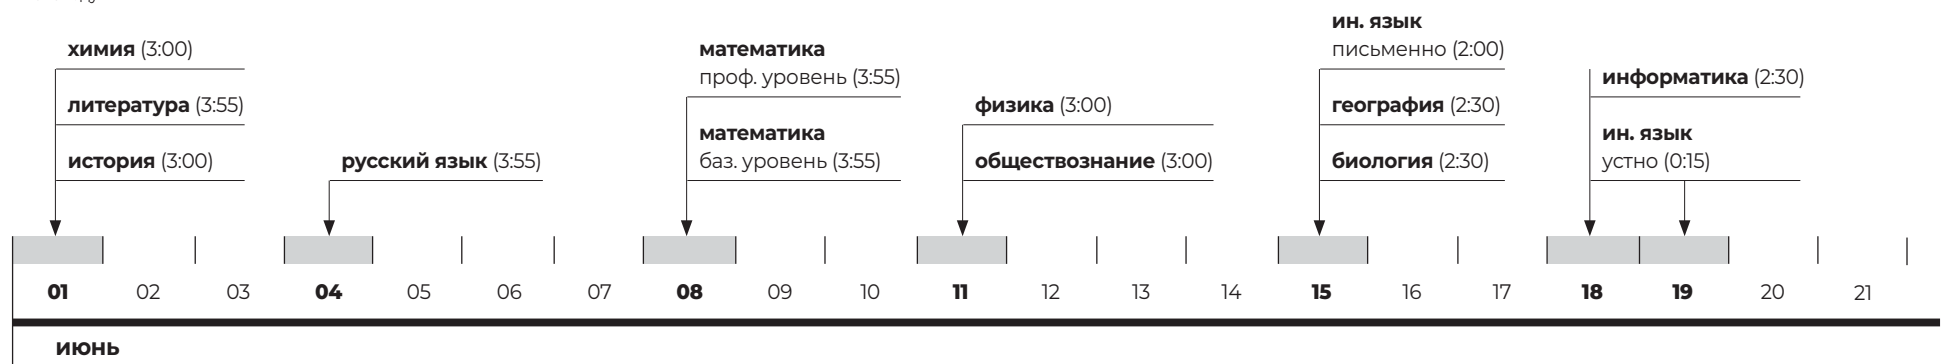 химия (3:00)
литература (3:55)
история (3:00)
русский язык (3:55)
математика
проф. уровень (3:55)
математика
баз. уровень (3:55)
физика (3:00)
обществознание (3:00)
ин. язык
письменно (2:00)
география (2:30)
биология (2:30)
информатика (2:30)
ин. язык
устно (0:15)
01 02 03 04 05 06 07 08 09 10 11 12 13 14 15 16 17 18 19 20 21
июнь